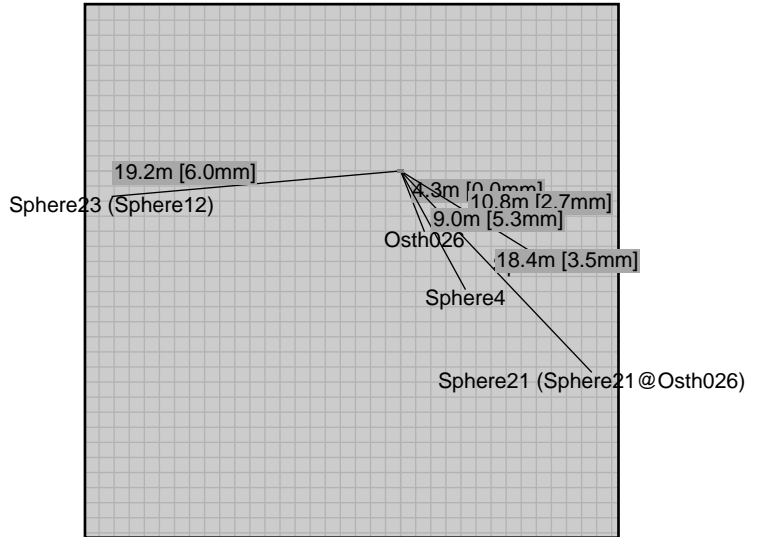 19.2m [6.0mm]
Sphere23 (Sphere12)
4.3m [0.0mm]
10.8m [2.7mm]
9.0m [5.3mm]
Osth026
18.4m [3.5mm]
Sphere4
Sphere21 (Sphere21@Osth026)